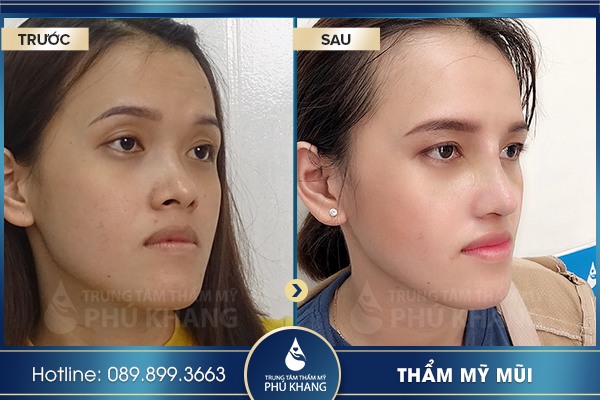 TRƯỚC
SAU
TRUNG TÂM THẨM MỸ
PHÚ KHANG
TRUNG TÂM THẨM MỸ
PHÚ KHANG
Hotline: 089.899.3663
TRUNG TÂM THẨM MỸ
PHÚ KHANG
THẨM MỸ MŨI